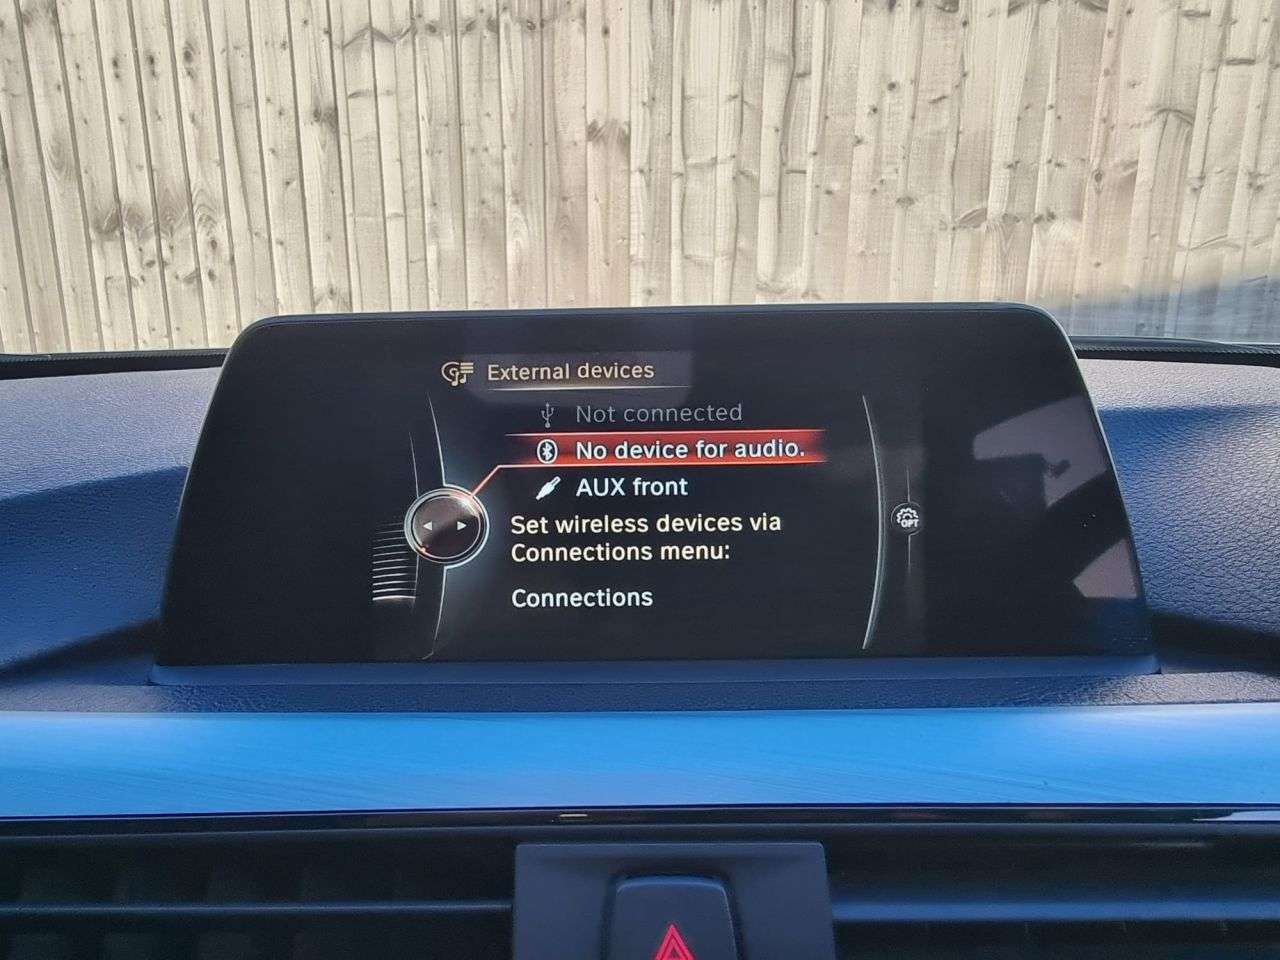 External devices
Not connected
No device for audio.
AUX front
Set wireless devices via
Connections menu:
Connections
OPT